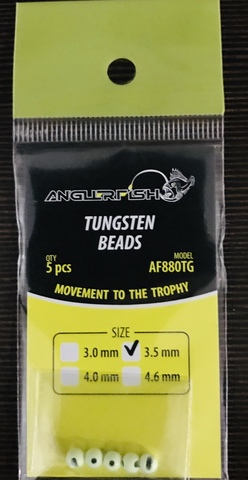 ANGLERFISH
TUNGSTEN
BEADS
QTY
5 pcs
MODEL
AF880TG
MOVEMENT TO THE TROPHY
SIZE
3.0 mm ✓ 3.5 mm
4.0 mm 4.6 mm